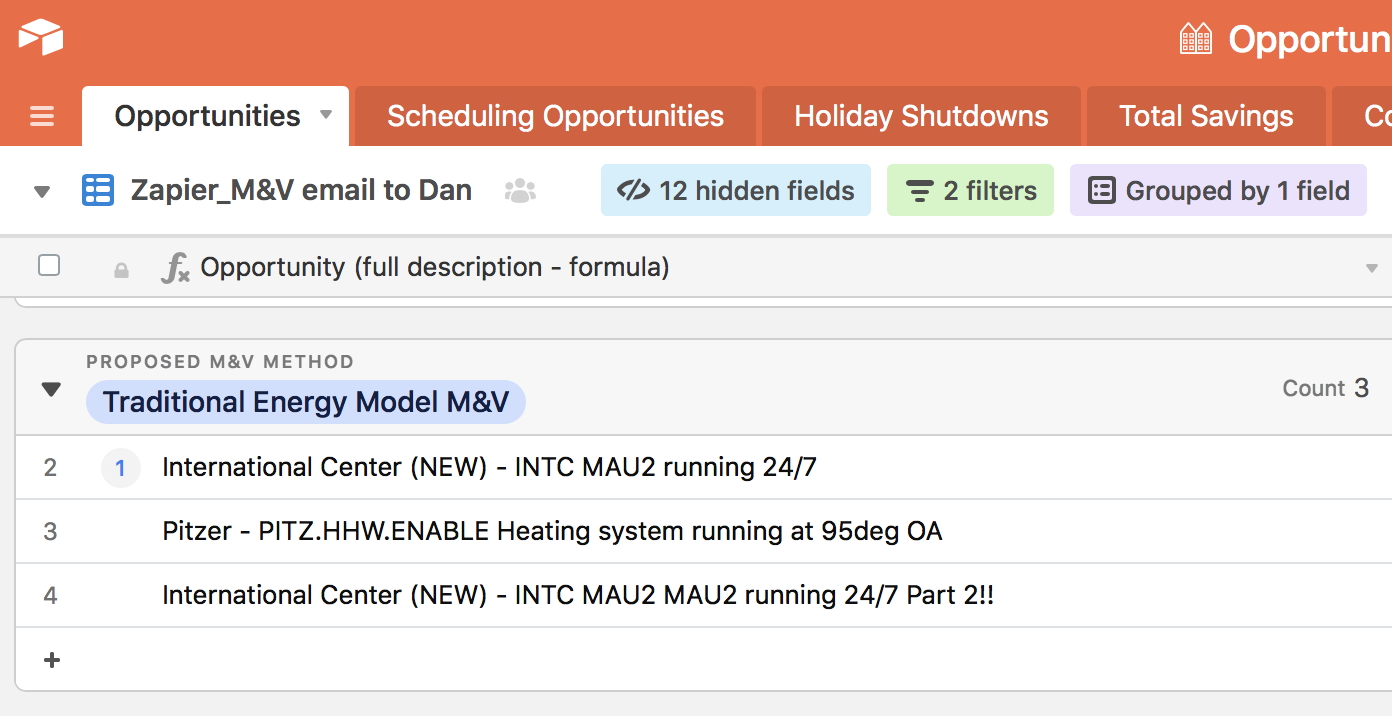 Opportun
Opportunities
Scheduling Opportunities
Holiday Shutdowns
Total Savings
Co
Zapier_M&V email to Dan
12 hidden fields
2 filters
Grouped by 1 field
fx Opportunity (full description - formula)
PROPOSED M&V METHOD
Traditional Energy Model M&V
Count 3
2 1 International Center (NEW) - INTC MAU2 running 24/7
3 Pitzer - PITZ.HHW.ENABLE Heating system running at 95deg OA
4 International Center (NEW) - INTC MAU2 MAU2 running 24/7 Part 2!!
+